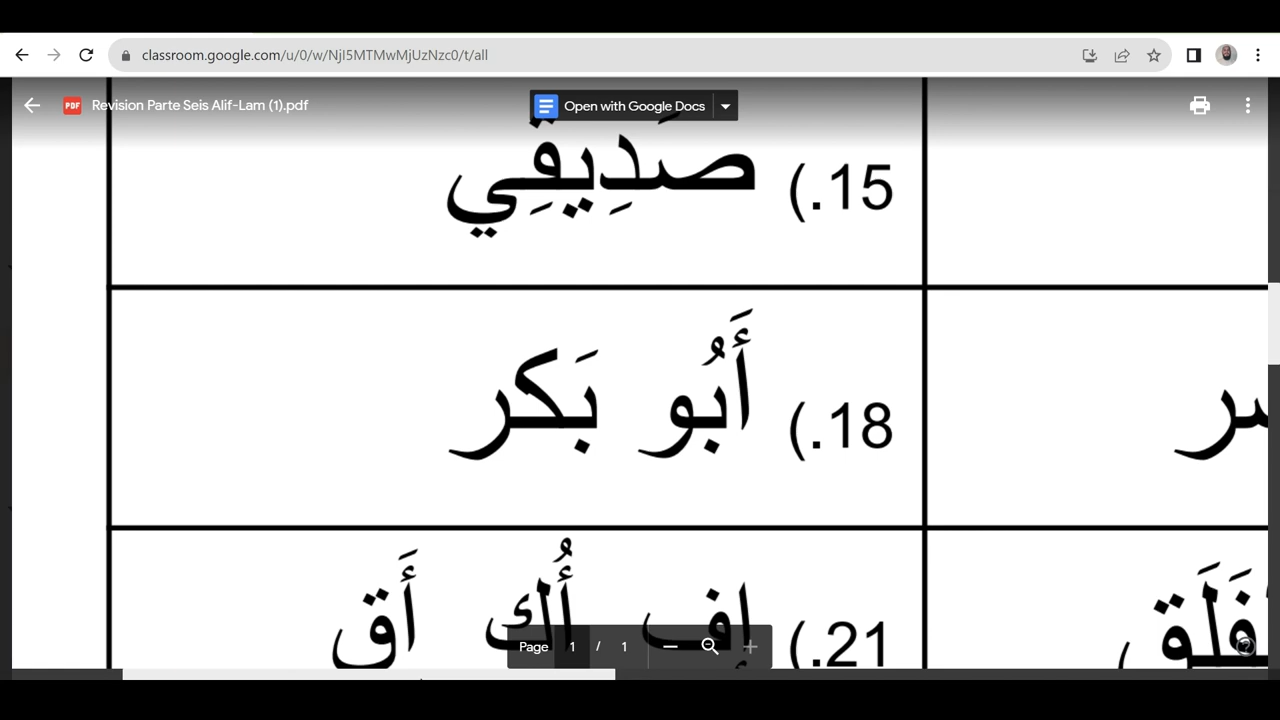 classroom.google.com/u/0/w/NjI5MTMwMjUzNzc0/t/all
PDF Revision Parte Seis Alif-Lam (1).pdf
Open with Google Docs
15.) صَدِيقِي
18.) أَبُو بَكر
21.) إِف أُك أَق
Page 1 / 1